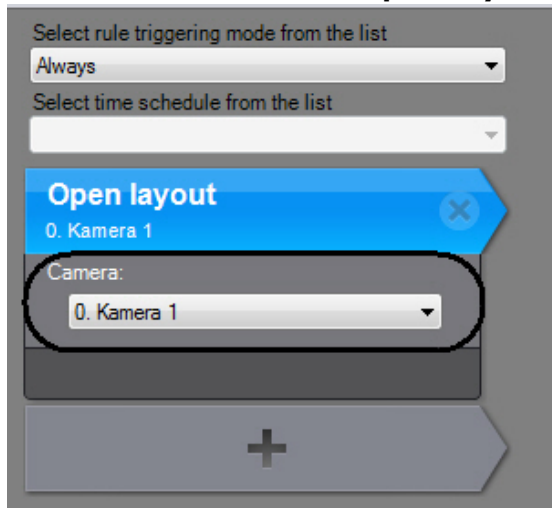 Select rule triggering mode from the list
Always
Select time schedule from the list
Open layout
0. Kamera 1
Camera:
0. Kamera 1